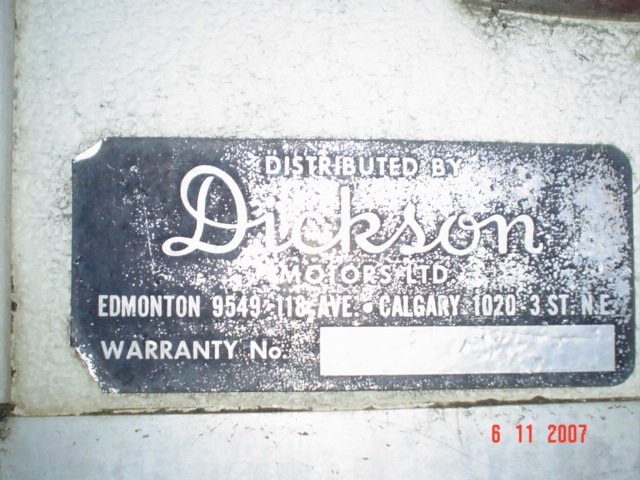 DISTRIBUTED BY
Dickson
MOTORS LTD
EDMONTON 9549-118 AVE. • CALGARY 1020-3 ST. N.E.
WARRANTY No.
6 11 2007